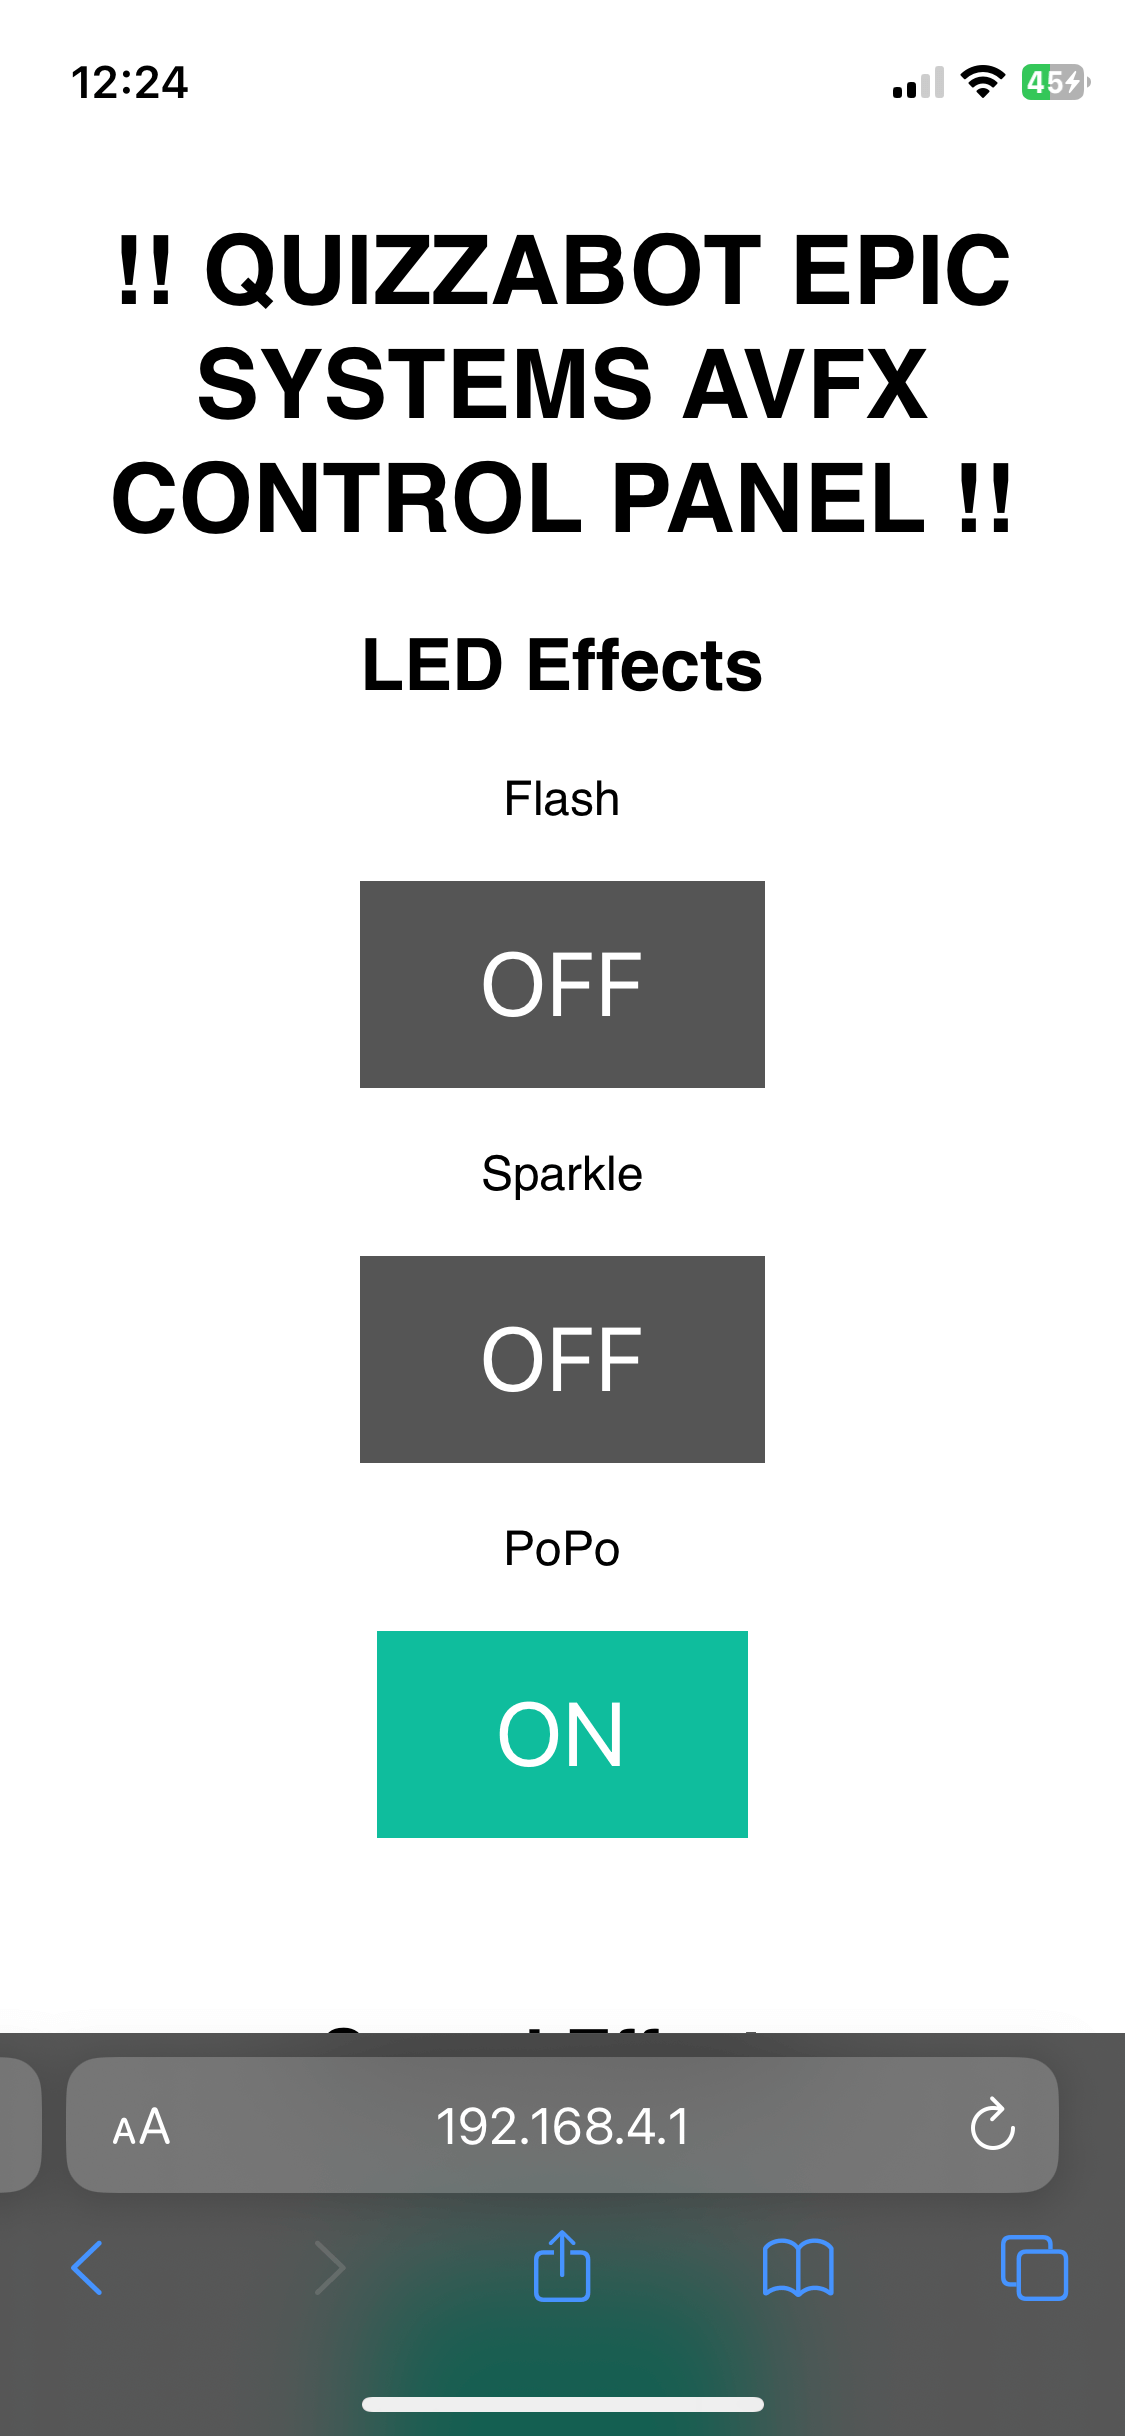 12:24
45
!! QUIZZABOT EPIC
SYSTEMS AVFX
CONTROL PANEL !!
LED Effects
Flash
OFF
Sparkle
OFF
PoPo
ON
AA
192.168.4.1